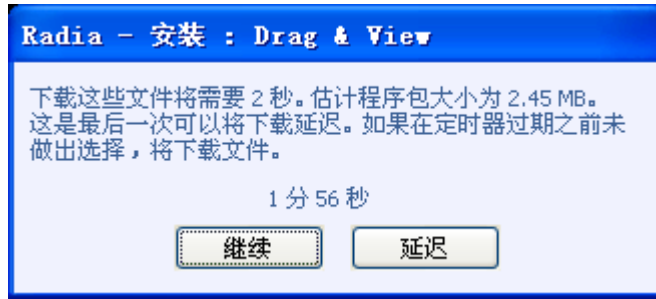 Radia - 安装 : Drag & View
下载这些文件将需要 2 秒。估计程序包大小为 2.45 MB。
这是最后一次可以将下载延迟。如果在定时器过期之前未
做出选择，将下载文件。
1 分 56 秒
继续 延迟